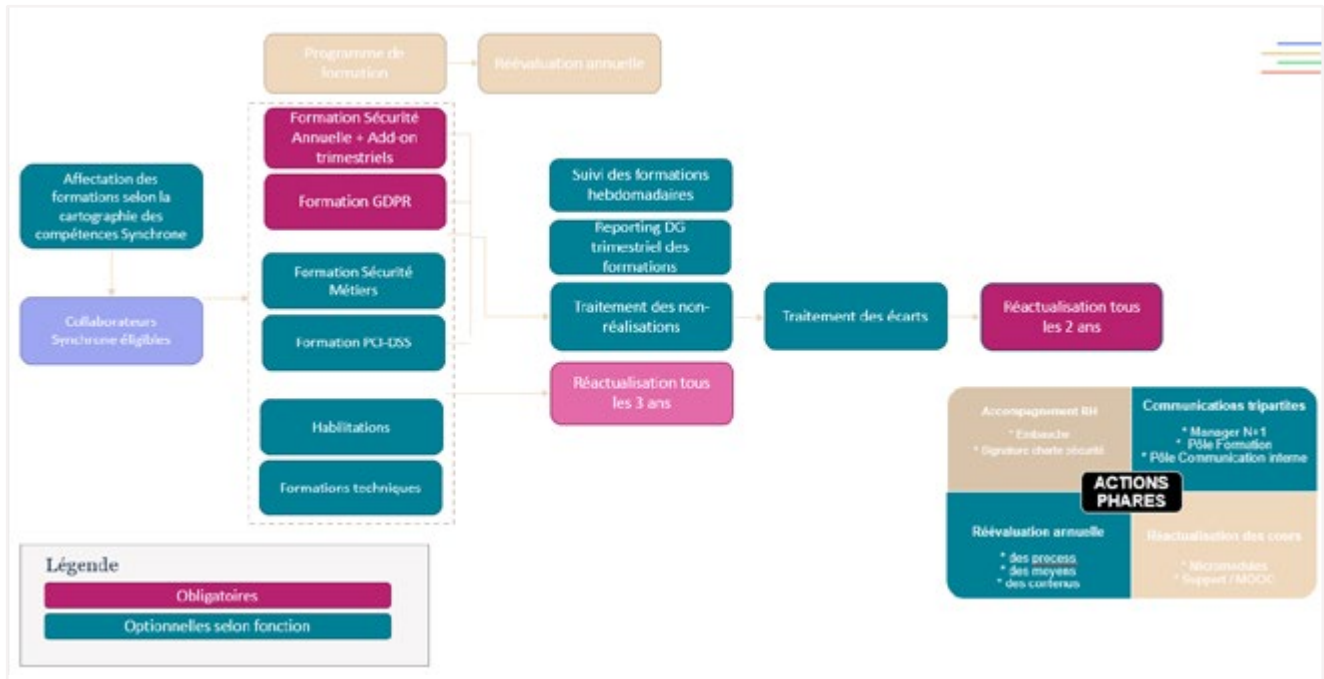 Programme de
formation
Réévaluation annuelle
Formation Sécurité
Annuelle + Add-on
trimestriels
Formation GDPR
Affectation des
formations selon la
cartographie des
compétences Synchrone
Collaborateurs
Synchrone éligibles
Formation Sécurité
Métiers
Formation PCI-DSS
Habilitations
Formations techniques
Suivi des formations
hebdomadaires
Reporting DG
trimestriel des
formations
Traitement des non-
réalisations
Traitement des écarts
Réactualisation tous
les 2 ans
Réactualisation tous
les 3 ans
Accompagnement RH
* Embauche
* Signature charte sécurité
Communications tripartites
* Manager N+1
* Pôle Formation
* Pôle Communication interne
ACTIONS
PHARES
Réévaluation annuelle
* des process
* des moyens
* des contenus
Réactualisation des cours
* Micromodules
* Support / MOOC
Légende
Obligatoires
Optionnelles selon fonction